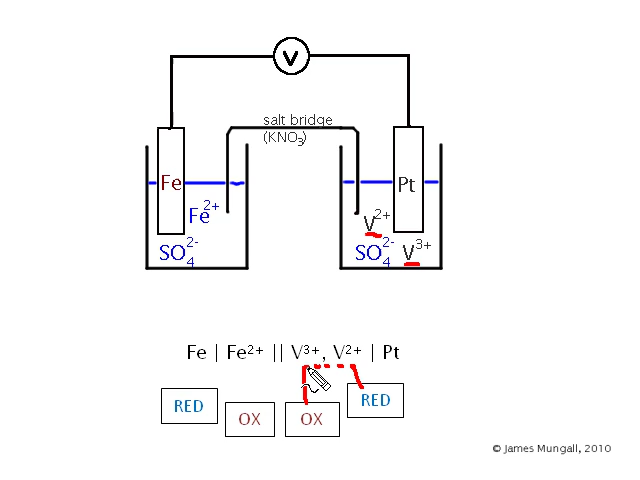 V
salt bridge
(KNO₃)
Fe
Pt
Fe²⁺
V²⁺
SO₄²⁻
SO₄²⁻
V³⁺
Fe | Fe²⁺ || V³⁺, V²⁺ | Pt
RED
OX
OX
RED
© James Mungall, 2010